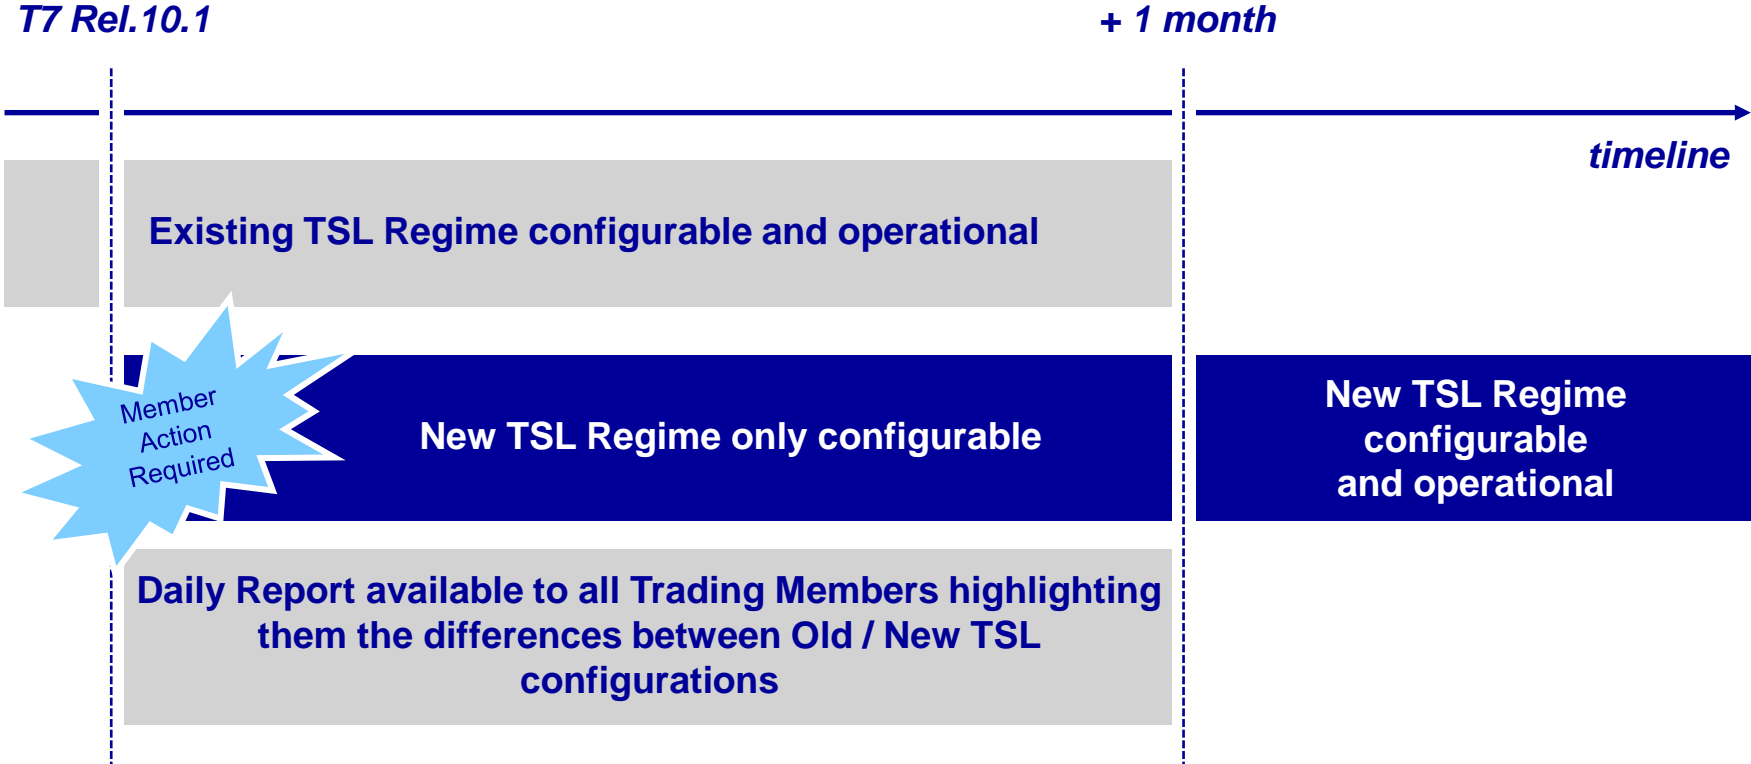 T7 Rel.10.1
+ 1 month
timeline
Existing TSL Regime configurable and operational
Member
Action
Required
New TSL Regime only configurable
New TSL Regime
configurable
and operational
Daily Report available to all Trading Members highlighting
them the differences between Old / New TSL
configurations